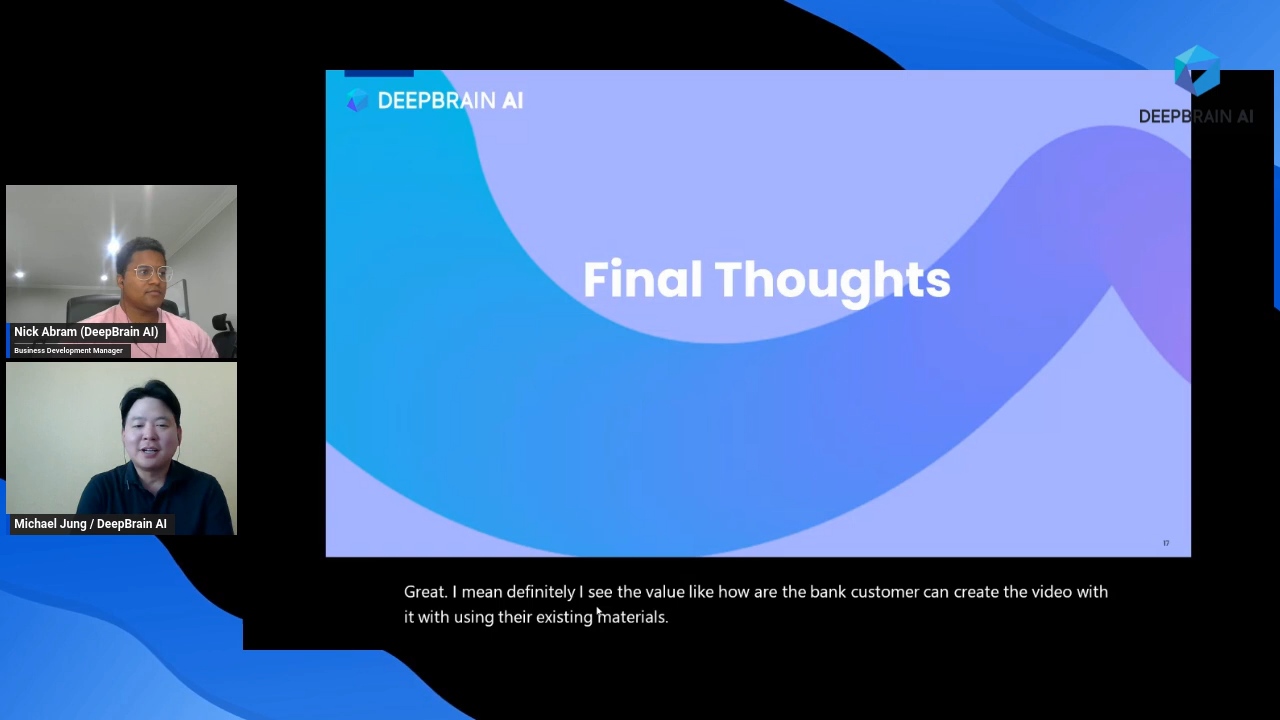 DEEPBRAIN AI
DEEPBRAIN AI
Final Thoughts
Nick Abram (DeepBrain AI)
Business Development Manager
Michael Jung / DeepBrain AI
17
Great. I mean definitely I see the value like how are the bank customer can create the video with
it with using their existing materials.